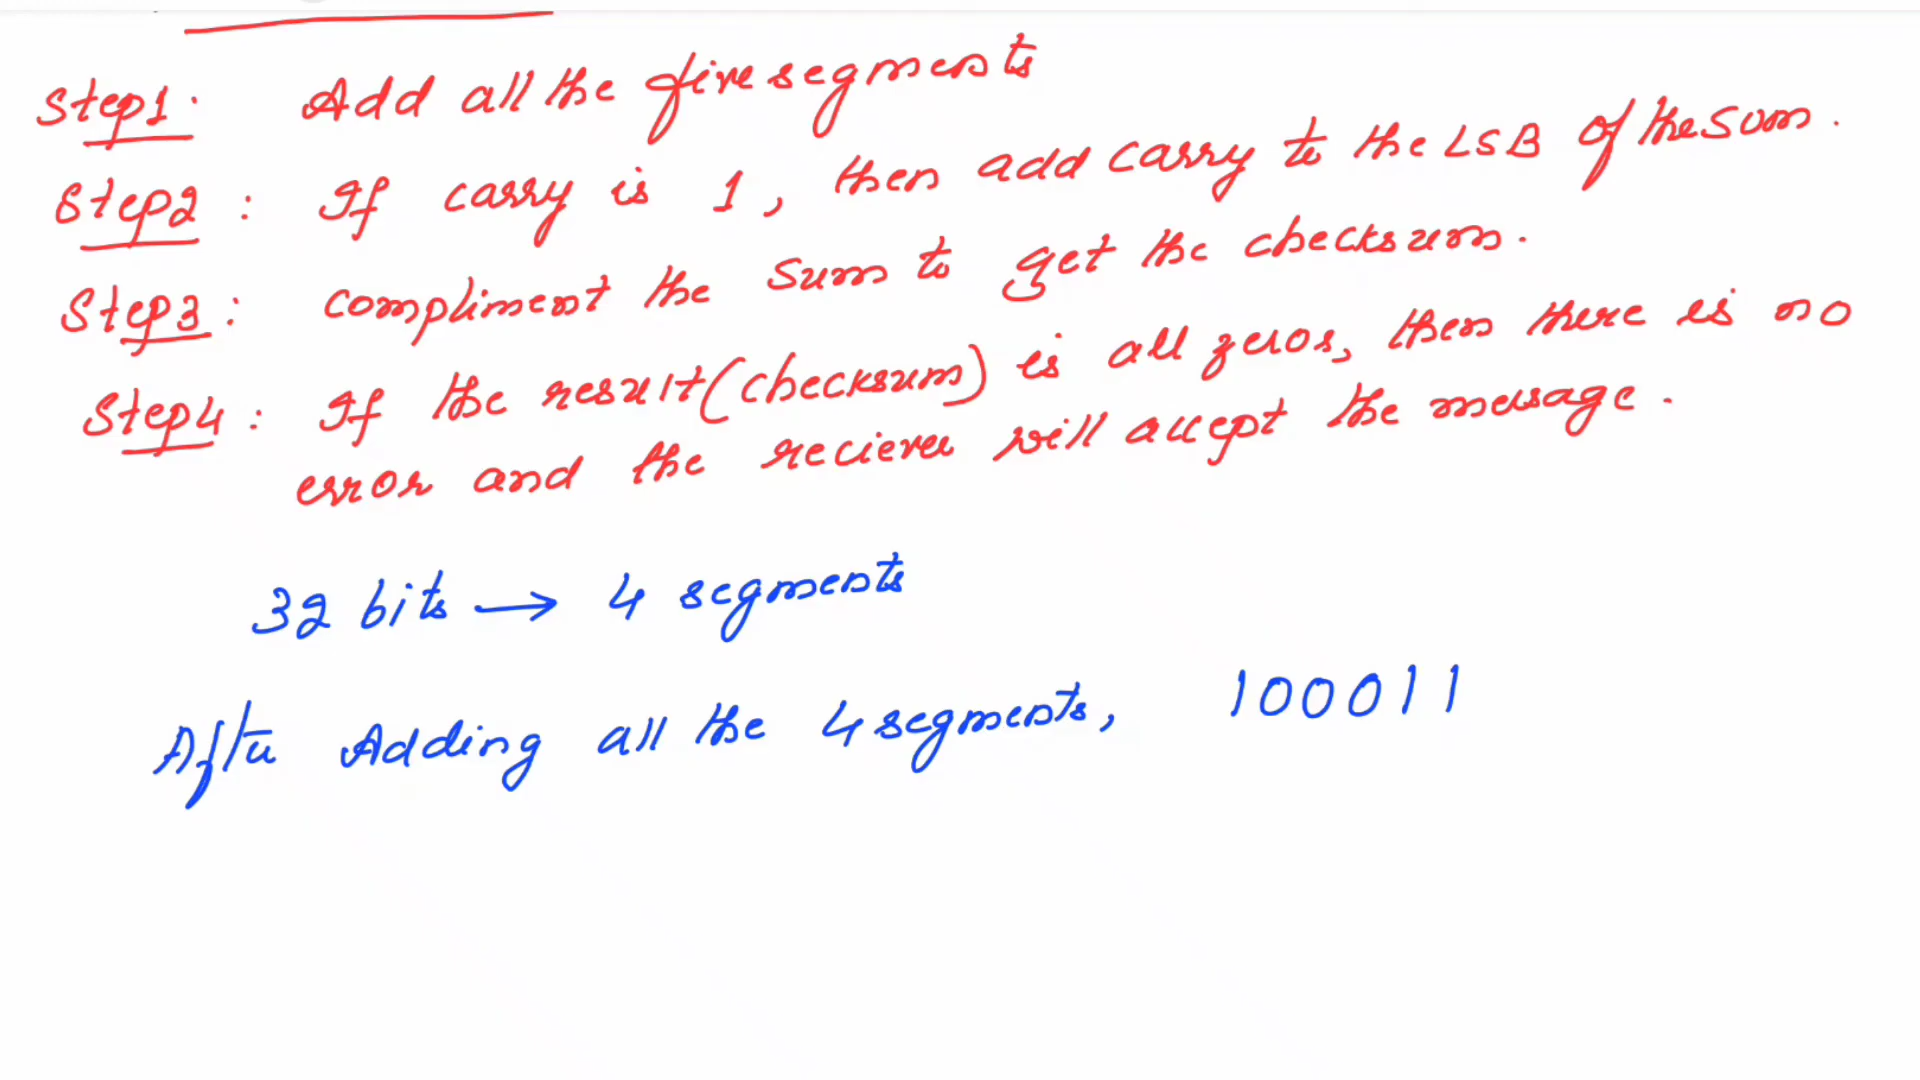 Step1. Add all the five segments
Step2 : If carry is 1, then add carry to the LSB of the sum.
Step3 : compliment the sum to get the checksum.
Step4 : If the result (checksum) is all zeros, then there is no
error and the reciever will accept the message.
32 bits → 4 segments
After Adding all the 4 segments, 100011